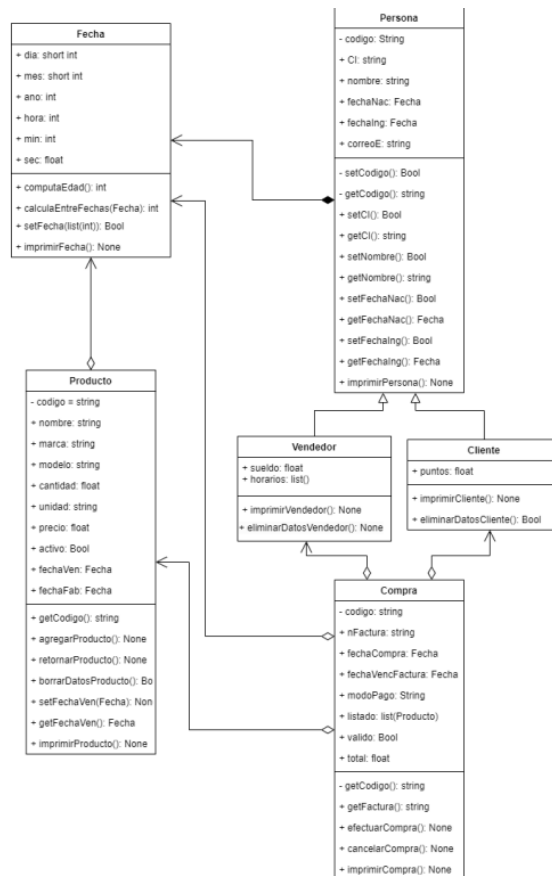 Fecha
+ dia: short int
+ mes: short int
+ ano: int
+ hora: int
+ min: int
+ sec: float
+ computaEdad(): int
+ calculaEntreFechas(Fecha): int
+ setFecha(list(int)): Bool
+ imprimirFecha(): None
Persona
- codigo: String
+ CI: string
+ nombre: string
+ fechaNac: Fecha
+ fechaIng: Fecha
+ correoE: string
- setCodigo(): Bool
- getCodigo(): string
+ setCI(): Bool
+ getCI(): string
+ setNombre(): Bool
+ getNombre(): string
+ setFechaNac(): Bool
+ getFechaNac(): Fecha
+ setFechaIng(): Bool
+ getFechaIng(): Fecha
+ imprimirPersona(): None
Producto
- codigo = string
+ nombre: string
+ marca: string
+ modelo: string
+ cantidad: float
+ unidad: string
+ precio: float
+ activo: Bool
+ fechaVen: Fecha
+ fechaFab: Fecha
+ getCodigo(): string
+ agregarProducto(): None
+ retornarProducto(): None
+ borrarDatosProducto(): Bo
+ setFechaVen(Fecha): Non
+ getFechaVen(): Fecha
+ imprimirProducto(): None
Vendedor
+ sueldo: float
+ horarios: list()
+ imprimirVendedor(): None
+ eliminarDatosVendedor(): None
Cliente
+ puntos: float
+ imprimirCliente(): None
+ eliminarDatosCliente(): Bool
Compra
- codigo: string
+ nFactura: string
+ fechaCompra: Fecha
+ fechaVencFactura: Fecha
+ modoPago: String
+ listado: list(Producto)
+ valido: Bool
+ total: float
- getCodigo(): string
+ getFactura(): string
+ efectuarCompra(): None
+ cancelarCompra(): None
+ imprimirCompra(): None